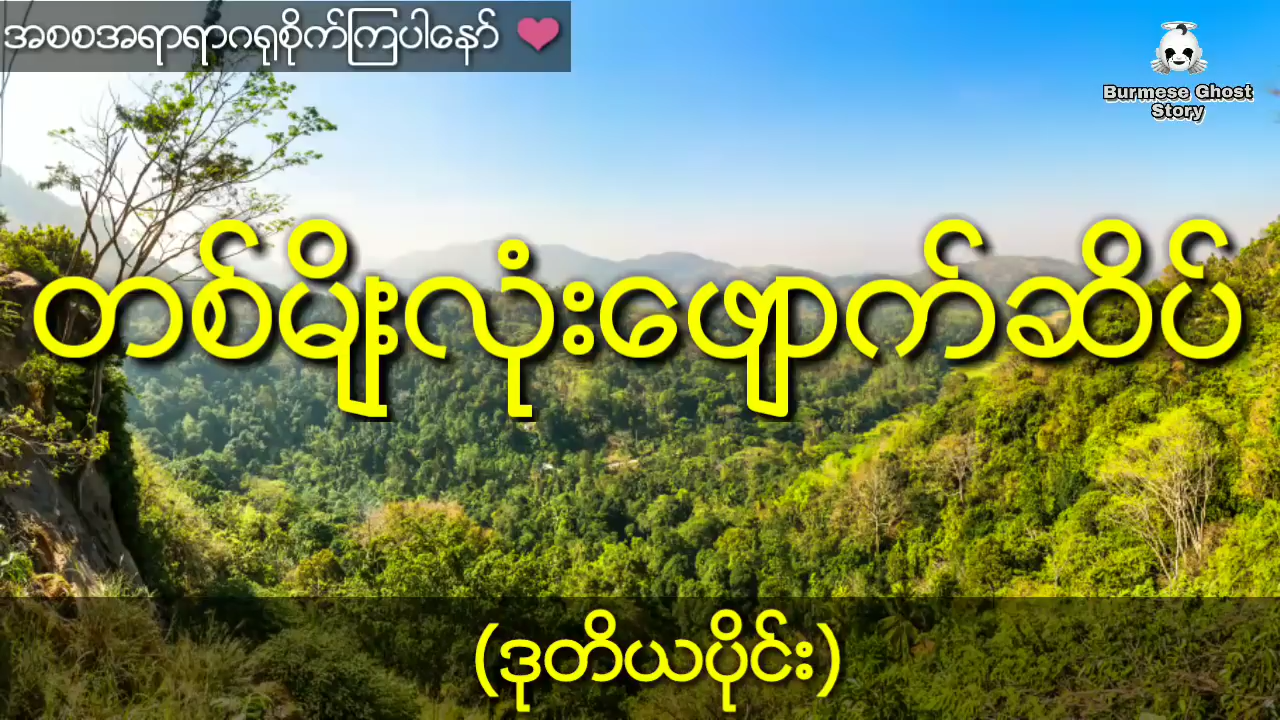 အစစအရာရာဂရုစိုက်ကြပါနော်
Burmese Ghost
Story
တစ်မျိုးလုံးဖျောက်ဆိပ်
(ဒုတိယပိုင်း)